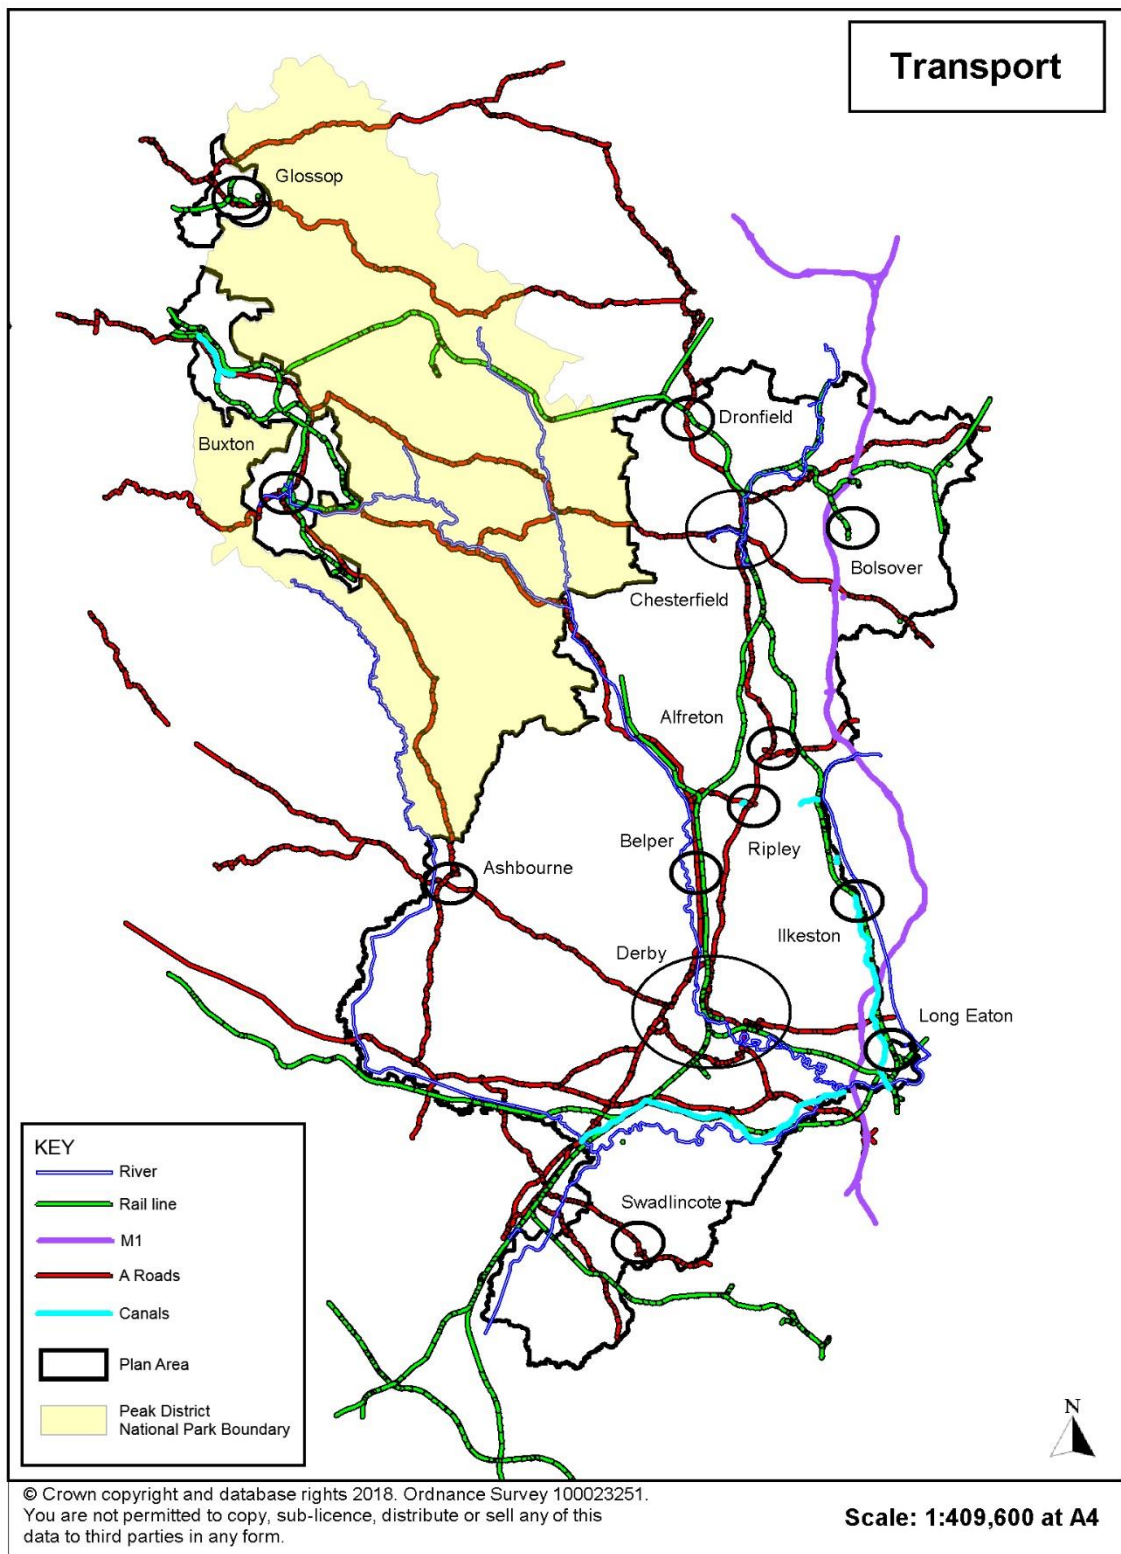 Transport
Glossop
Dronfield
Buxton
Bolsover
Chesterfield
Alfreton
Belper
Ripley
Ashbourne
Ilkeston
Derby
Long Eaton
Swadlincote
KEY
River
Rail line
M1
A Roads
Canals
Plan Area
Peak District
National Park Boundary
N
© Crown copyright and database rights 2018. Ordnance Survey 100023251.
You are not permitted to copy, sub-licence, distribute or sell any of this
data to third parties in any form.
Scale: 1:409,600 at A4